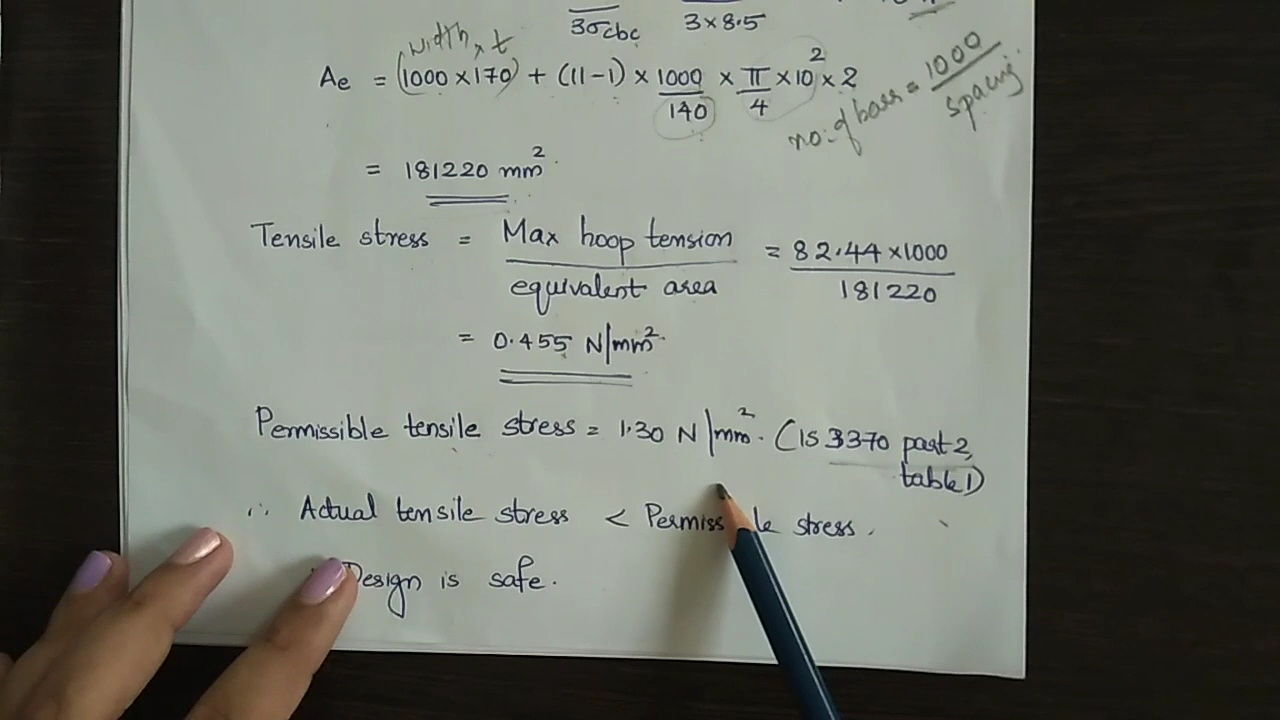 3σcbc 3×8.5
width × t
Ae = (1000 × 170) + (11-1) × 1000/140 × π/4 × 10² × 2
no. of bars = 1000/spacing
= 181220 mm²
Tensile stress = Max hoop tension/equivalent area = 82.44×1000/181220
= 0.455 N/mm²
Permissible tensile stress = 1.30 N/mm². (IS 3370 part 2,
table 1)
∴ Actual tensile stress < Permiss le stress.
Design is safe.